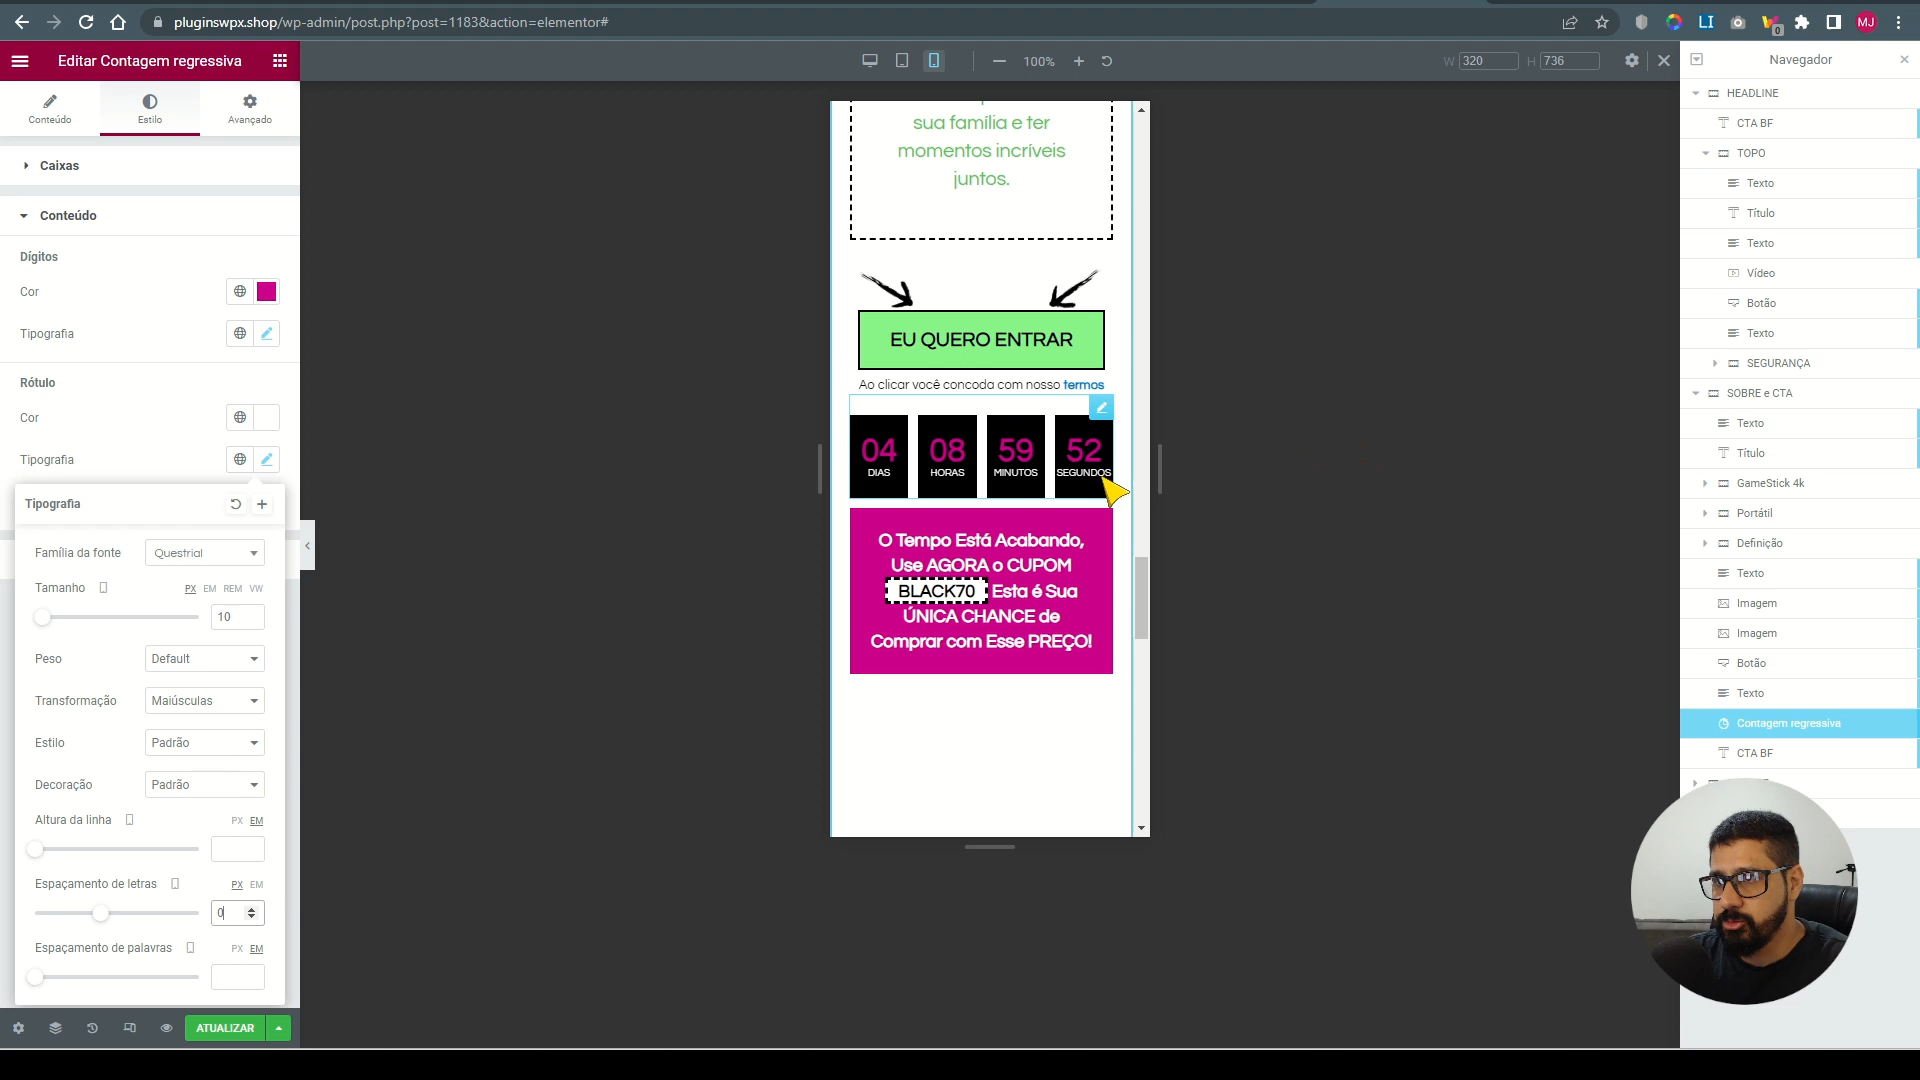 pluginswpx.shop/wp-admin/post.php?post=1183&action=elementor#
LI
0
MJ
Editar Contagem regressiva
100%
W 320
H 736
Navegador
Conteúdo
Estilo
Avançado
Caixas
Conteúdo
Dígitos
Cor
Tipografia
Rótulo
Cor
Tipografia
Tipografia
Família da fonte
Questrial
Tamanho
PX EM REM VW
10
Peso
Default
Transformação
Maiúsculas
Estilo
Padrão
Decoração
Padrão
Altura da linha
PX EM
Espaçamento de letras
PX EM
0
Espaçamento de palavras
PX EM
ATUALIZAR
sua família e ter
momentos incríveis
juntos.
EU QUERO ENTRAR
Ao clicar você concoda com nosso termos
04 08 59 52
DIAS HORAS MINUTOS SEGUNDOS
O Tempo Está Acabando,
Use AGORA o CUPOM
BLACK70 Esta é Sua
ÚNICA CHANCE de
Comprar com Esse PREÇO!
HEADLINE
CTA BF
TOPO
Texto
Título
Texto
Vídeo
Botão
Texto
SEGURANÇA
SOBRE e CTA
Texto
Título
GameStick 4k
Portátil
Definição
Texto
Imagem
Imagem
Botão
Texto
Contagem regressiva
CTA BF